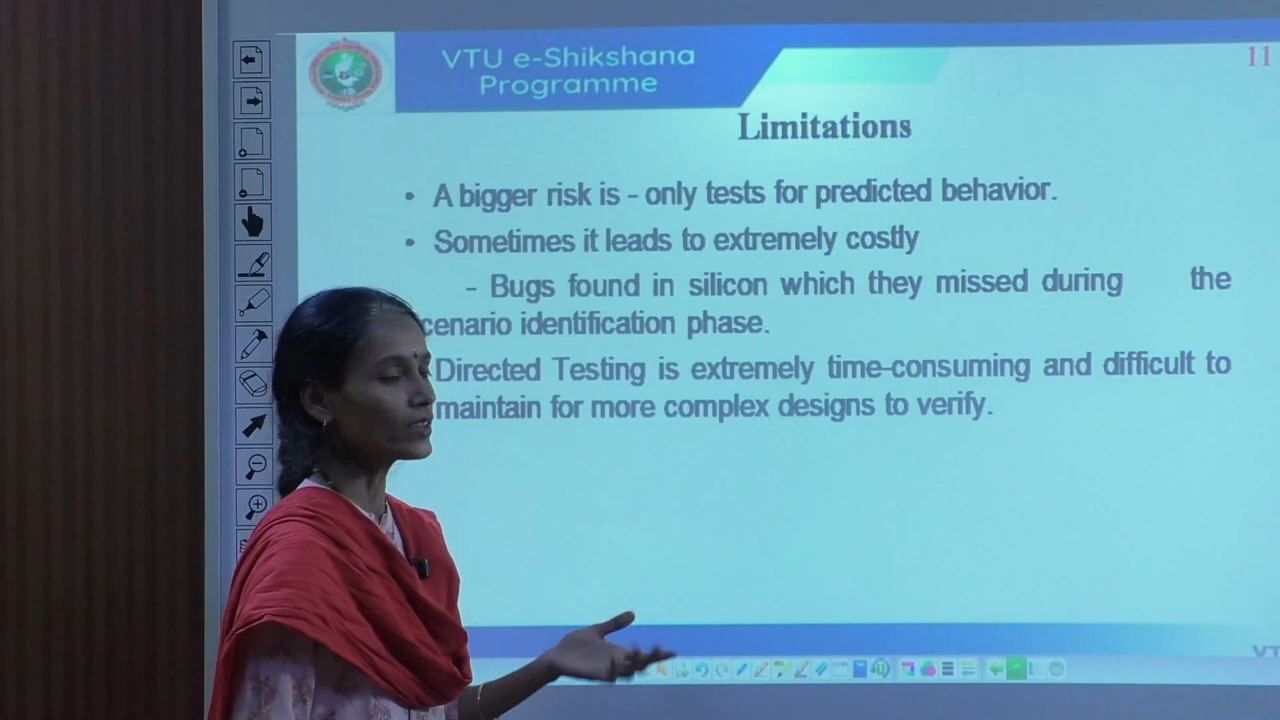 VTU e-Shikshana
Programme
11
Limitations
• A bigger risk is - only tests for predicted behavior.
• Sometimes it leads to extremely costly
- Bugs found in silicon which they missed during the
cenario identification phase.
Directed Testing is extremely time-consuming and difficult to
maintain for more complex designs to verify.
VT